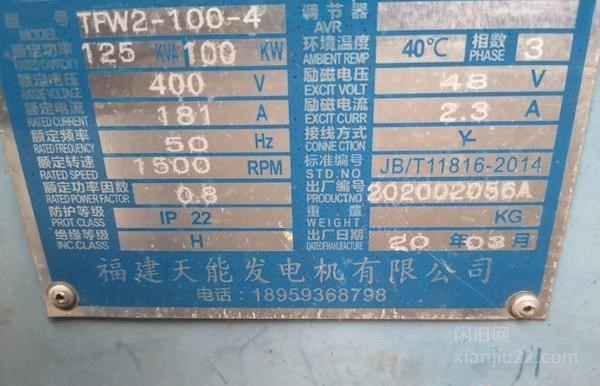 型号 MODEL TFW2-100-4 调节器 AVR
额定功率 RATED CAPACITY 125 KVA 100 KW 环境温度 AMBIENT REMP 40℃ 指数 PHASE 3
额定电压 RATDE VOLTAGE 400 V 励磁电压 EXCIT VOLT 48 V
额定电流 RATED CURRENT 181 A 励磁电流 EXCIT CURR 2.3 A
额定频率 RATED FREDUENCY 50 Hz 接线方式 CONNE CTION Y
额定转速 RATED SPEED 1500 RPM 标准编号 STD.NO JB/T11816-2014
额定功率因数 RATED POWER FACTOR 0.8 出厂编号 PRODUCT.NO 202002056A
防护等级 PROT.CLASS IP 22 重量 WEIGHT KG
绝缘等级 INC.CLASS H 出厂日期 DATEOFMANUFACTURE 20 年 03 月
福建天能发电机有限公司
电话：18959368798
闲旧网
xianjiu22.com